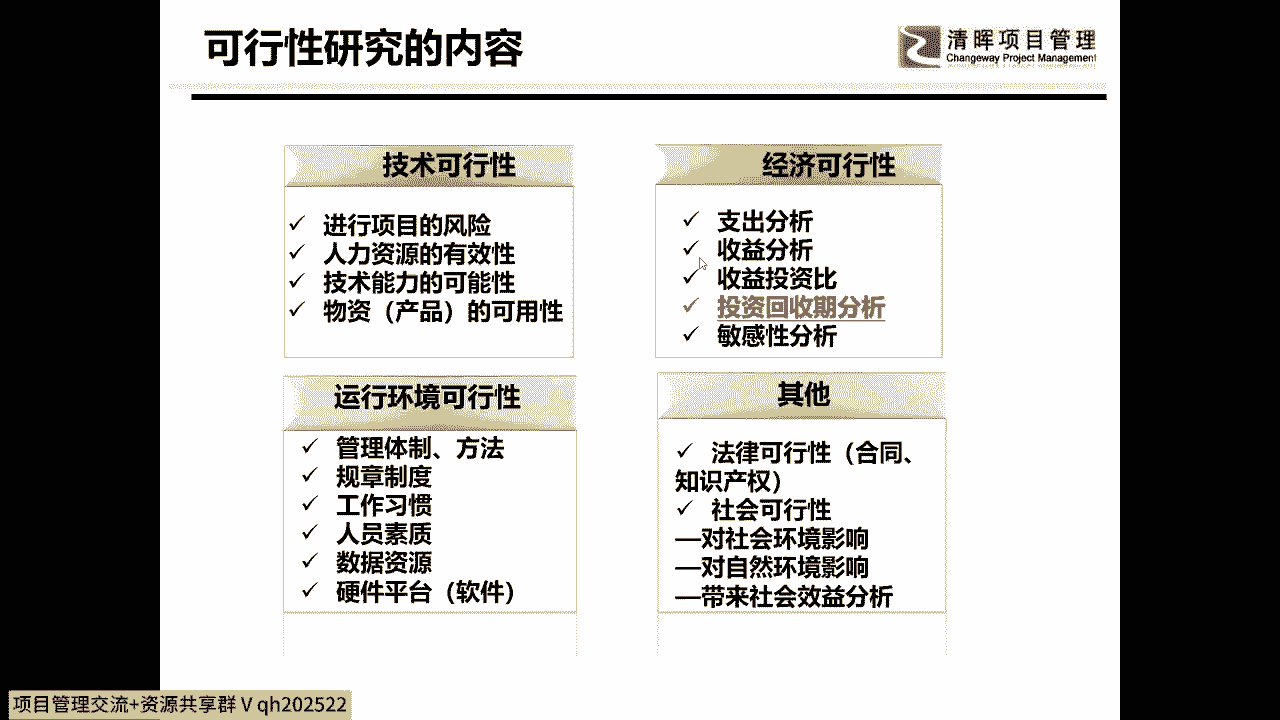 可行性研究的内容
清晖项目管理
Changeway Project Management
技术可行性
进行项目的风险
人力资源的有效性
技术能力的可能性
物资（产品）的可用性
经济可行性
支出分析
收益分析
收益投资比
投资回收期分析
敏感性分析
运行环境可行性
管理体制、方法
规章制度
工作习惯
人员素质
数据资源
硬件平台（软件）
其他
法律可行性（合同、
知识产权）
社会可行性
—对社会环境影响
—对自然环境影响
—带来社会效益分析
项目管理交流+资源共享群 V qh202522